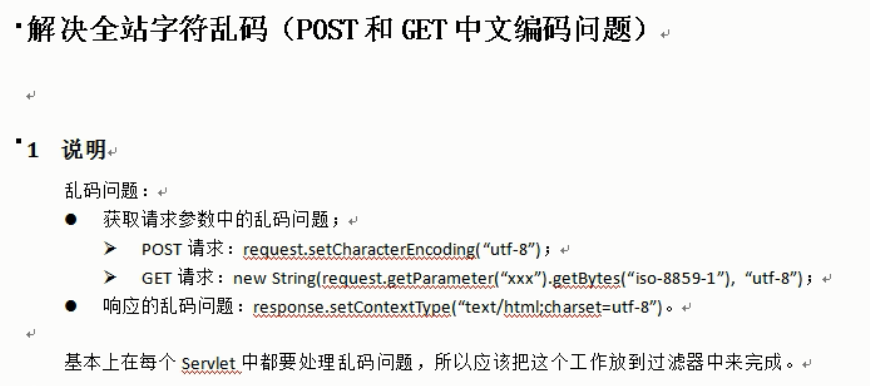 解决全站字符乱码（POST 和 GET 中文编码问题）
1 说明
乱码问题：
● 获取请求参数中的乱码问题；
➢ POST 请求：request.setCharacterEncoding(“utf-8”)；
➢ GET 请求：new String(request.getParameter(“xxx”).getBytes(“iso-8859-1”), “utf-8”)；
● 响应的乱码问题：response.setContextType(“text/html;charset=utf-8”)。
基本上在每个 Servlet 中都要处理乱码问题，所以应该把这个工作放到过滤器中来完成。